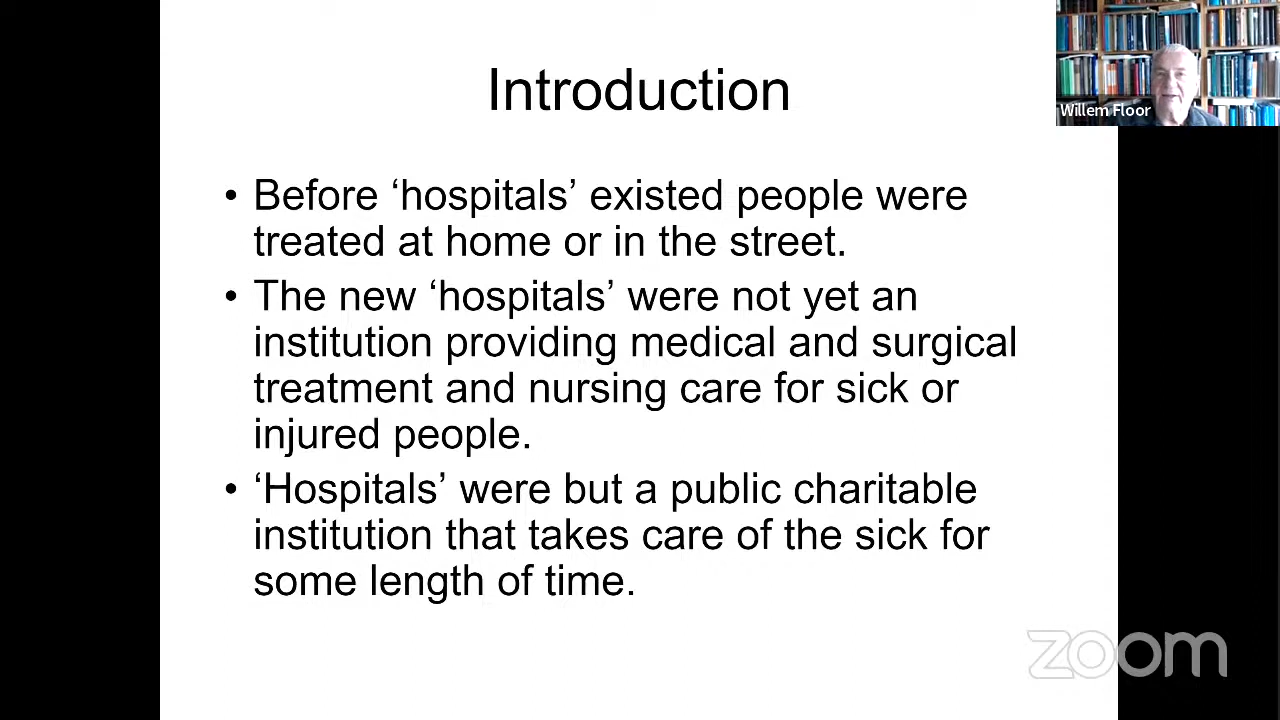 Introduction
Willem Floor
• Before ‘hospitals’ existed people were
treated at home or in the street.
• The new ‘hospitals’ were not yet an
institution providing medical and surgical
treatment and nursing care for sick or
injured people.
• ‘Hospitals’ were but a public charitable
institution that takes care of the sick for
some length of time.
zoom